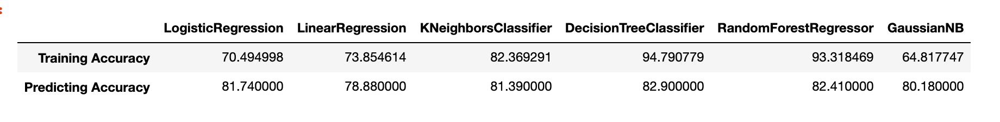 :
LogisticRegression LinearRegression KNeighborsClassifier DecisionTreeClassifier RandomForestRegressor GaussianNB
Training Accuracy 70.494998 73.854614 82.369291 94.790779 93.318469 64.817747
Predicting Accuracy 81.740000 78.880000 81.390000 82.900000 82.410000 80.180000